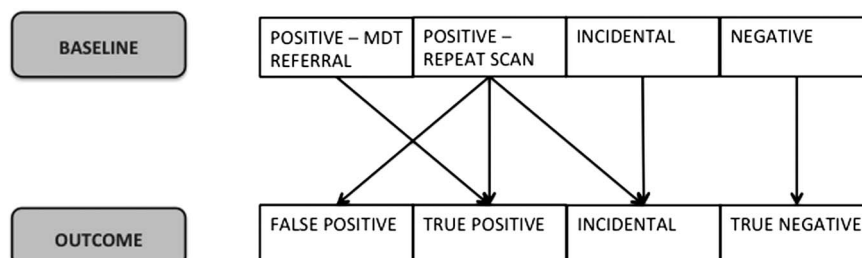 BASELINE
POSITIVE – MDT
REFERRAL
POSITIVE –
REPEAT SCAN
INCIDENTAL
NEGATIVE
OUTCOME
FALSE POSITIVE
TRUE POSITIVE
INCIDENTAL
TRUE NEGATIVE